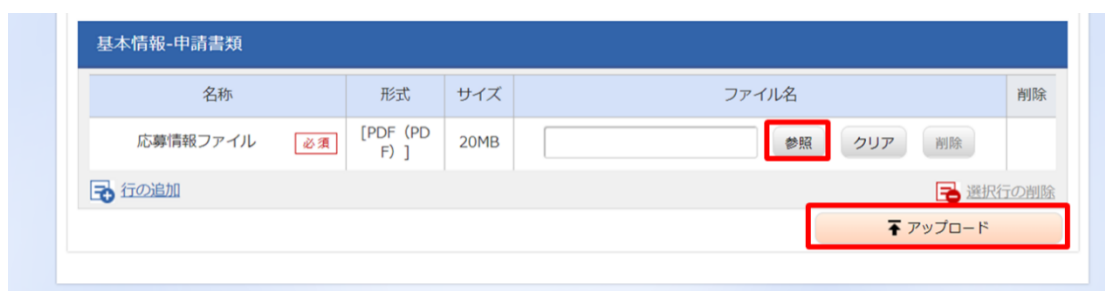 基本情報-申請書類
名称 形式 サイズ ファイル名 削除
応募情報ファイル 必須 [PDF（PD
F）] 20MB 参照 クリア 削除
行の追加 選択行の削除
アップロード